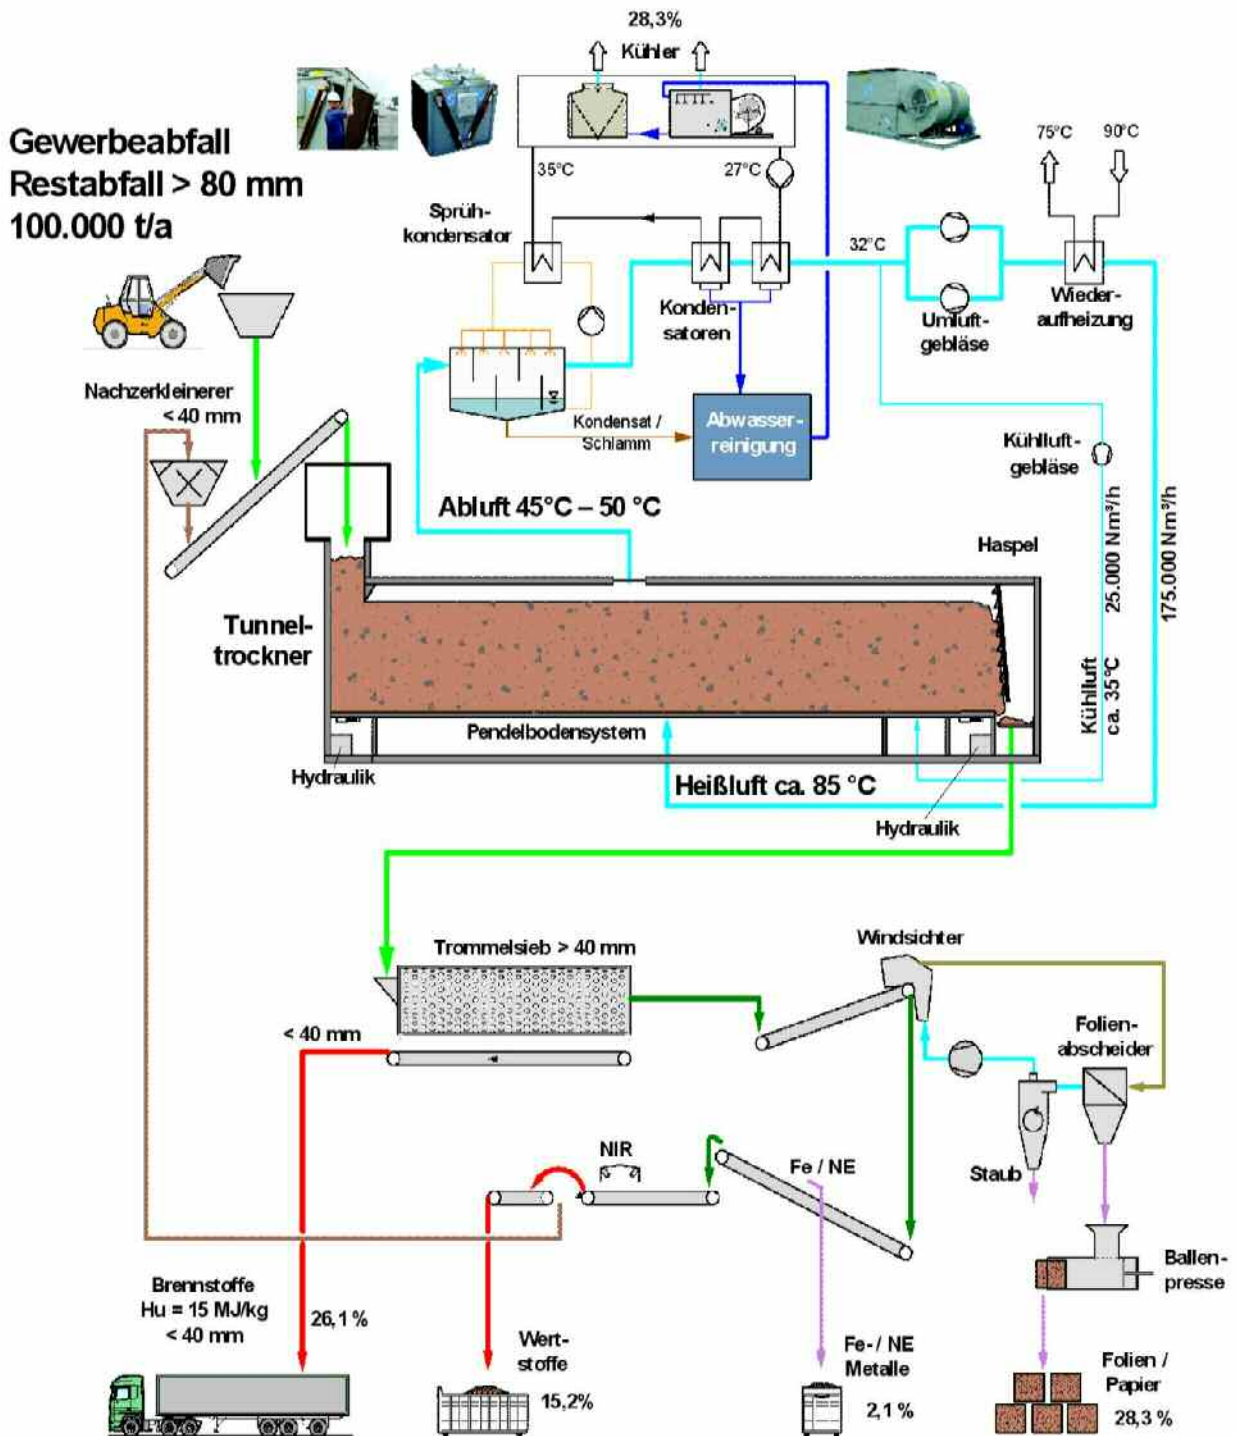 28,3%
Kühler
Gewerbeabfall
Restabfall > 80 mm
100.000 t/a
75°C
90°C
35°C
27°C
Sprüh-
kondensator
32°C
Konden-
satoren
Umluft-
gebläse
Wieder-
aufheizung
Nachzerkleinerer
< 40 mm
Kondensat /
Schlamm
Abwasser-
reinigung
Kühlluft-
gebläse
Abluft 45°C – 50 °C
Haspel
25.000 Nm³/h
175.000 Nm³/h
Tunnel-
trockner
Kühlluft
ca. 35°C
Pendelbodensystem
Hydraulik
Heißluft ca. 85 °C
Hydraulik
Trommelsieb > 40 mm
Windsichter
< 40 mm
Folien-
abscheider
NIR
Fe / NE
Staub
Ballen-
presse
Brennstoffe
Hu = 15 MJ/kg
< 40 mm
26,1 %
Wert-
stoffe
15,2%
Fe- / NE
Metalle
2,1 %
Folien /
Papier
28,3 %